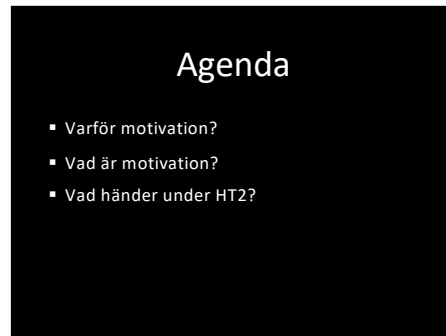 Agenda
▪ Varför motivation?
▪ Vad är motivation?
▪ Vad händer under HT2?